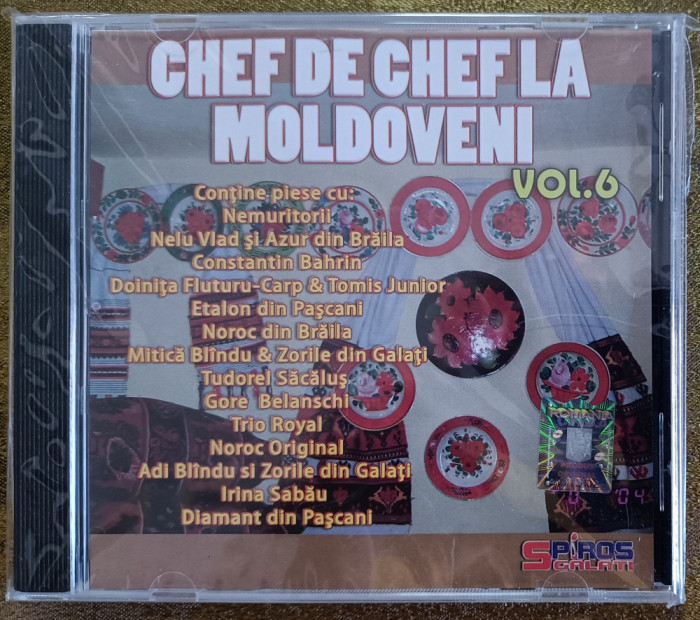 CHEF DE CHEF LA
MOLDOVENI
VOL.6
Conţine piese cu:
Nemuritorii
Nelu Vlad şi Azur din Brăila
Constantin Bahrin
Doiniţa Fluturu-Carp & Tomis Junior
Etalon din Paşcani
Noroc din Brăila
Mitică Blîndu & Zorile din Galaţi
Tudorel Săcăluş
Gore Belanschi
Trio Royal
Noroc Original
Adi Blîndu si Zorile din Galaţi
Irina Sabău
Diamant din Paşcani
SPIROS
GALATI